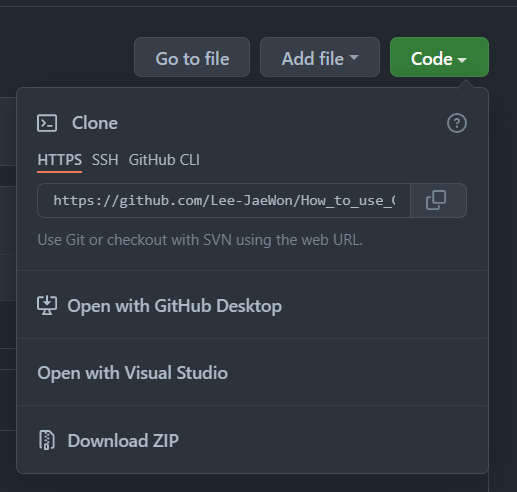 Go to file Add file Code
Clone
HTTPS SSH GitHub CLI
https://github.com/Lee-JaeWon/How_to_use_
Use Git or checkout with SVN using the web URL.
Open with GitHub Desktop
Open with Visual Studio
Download ZIP